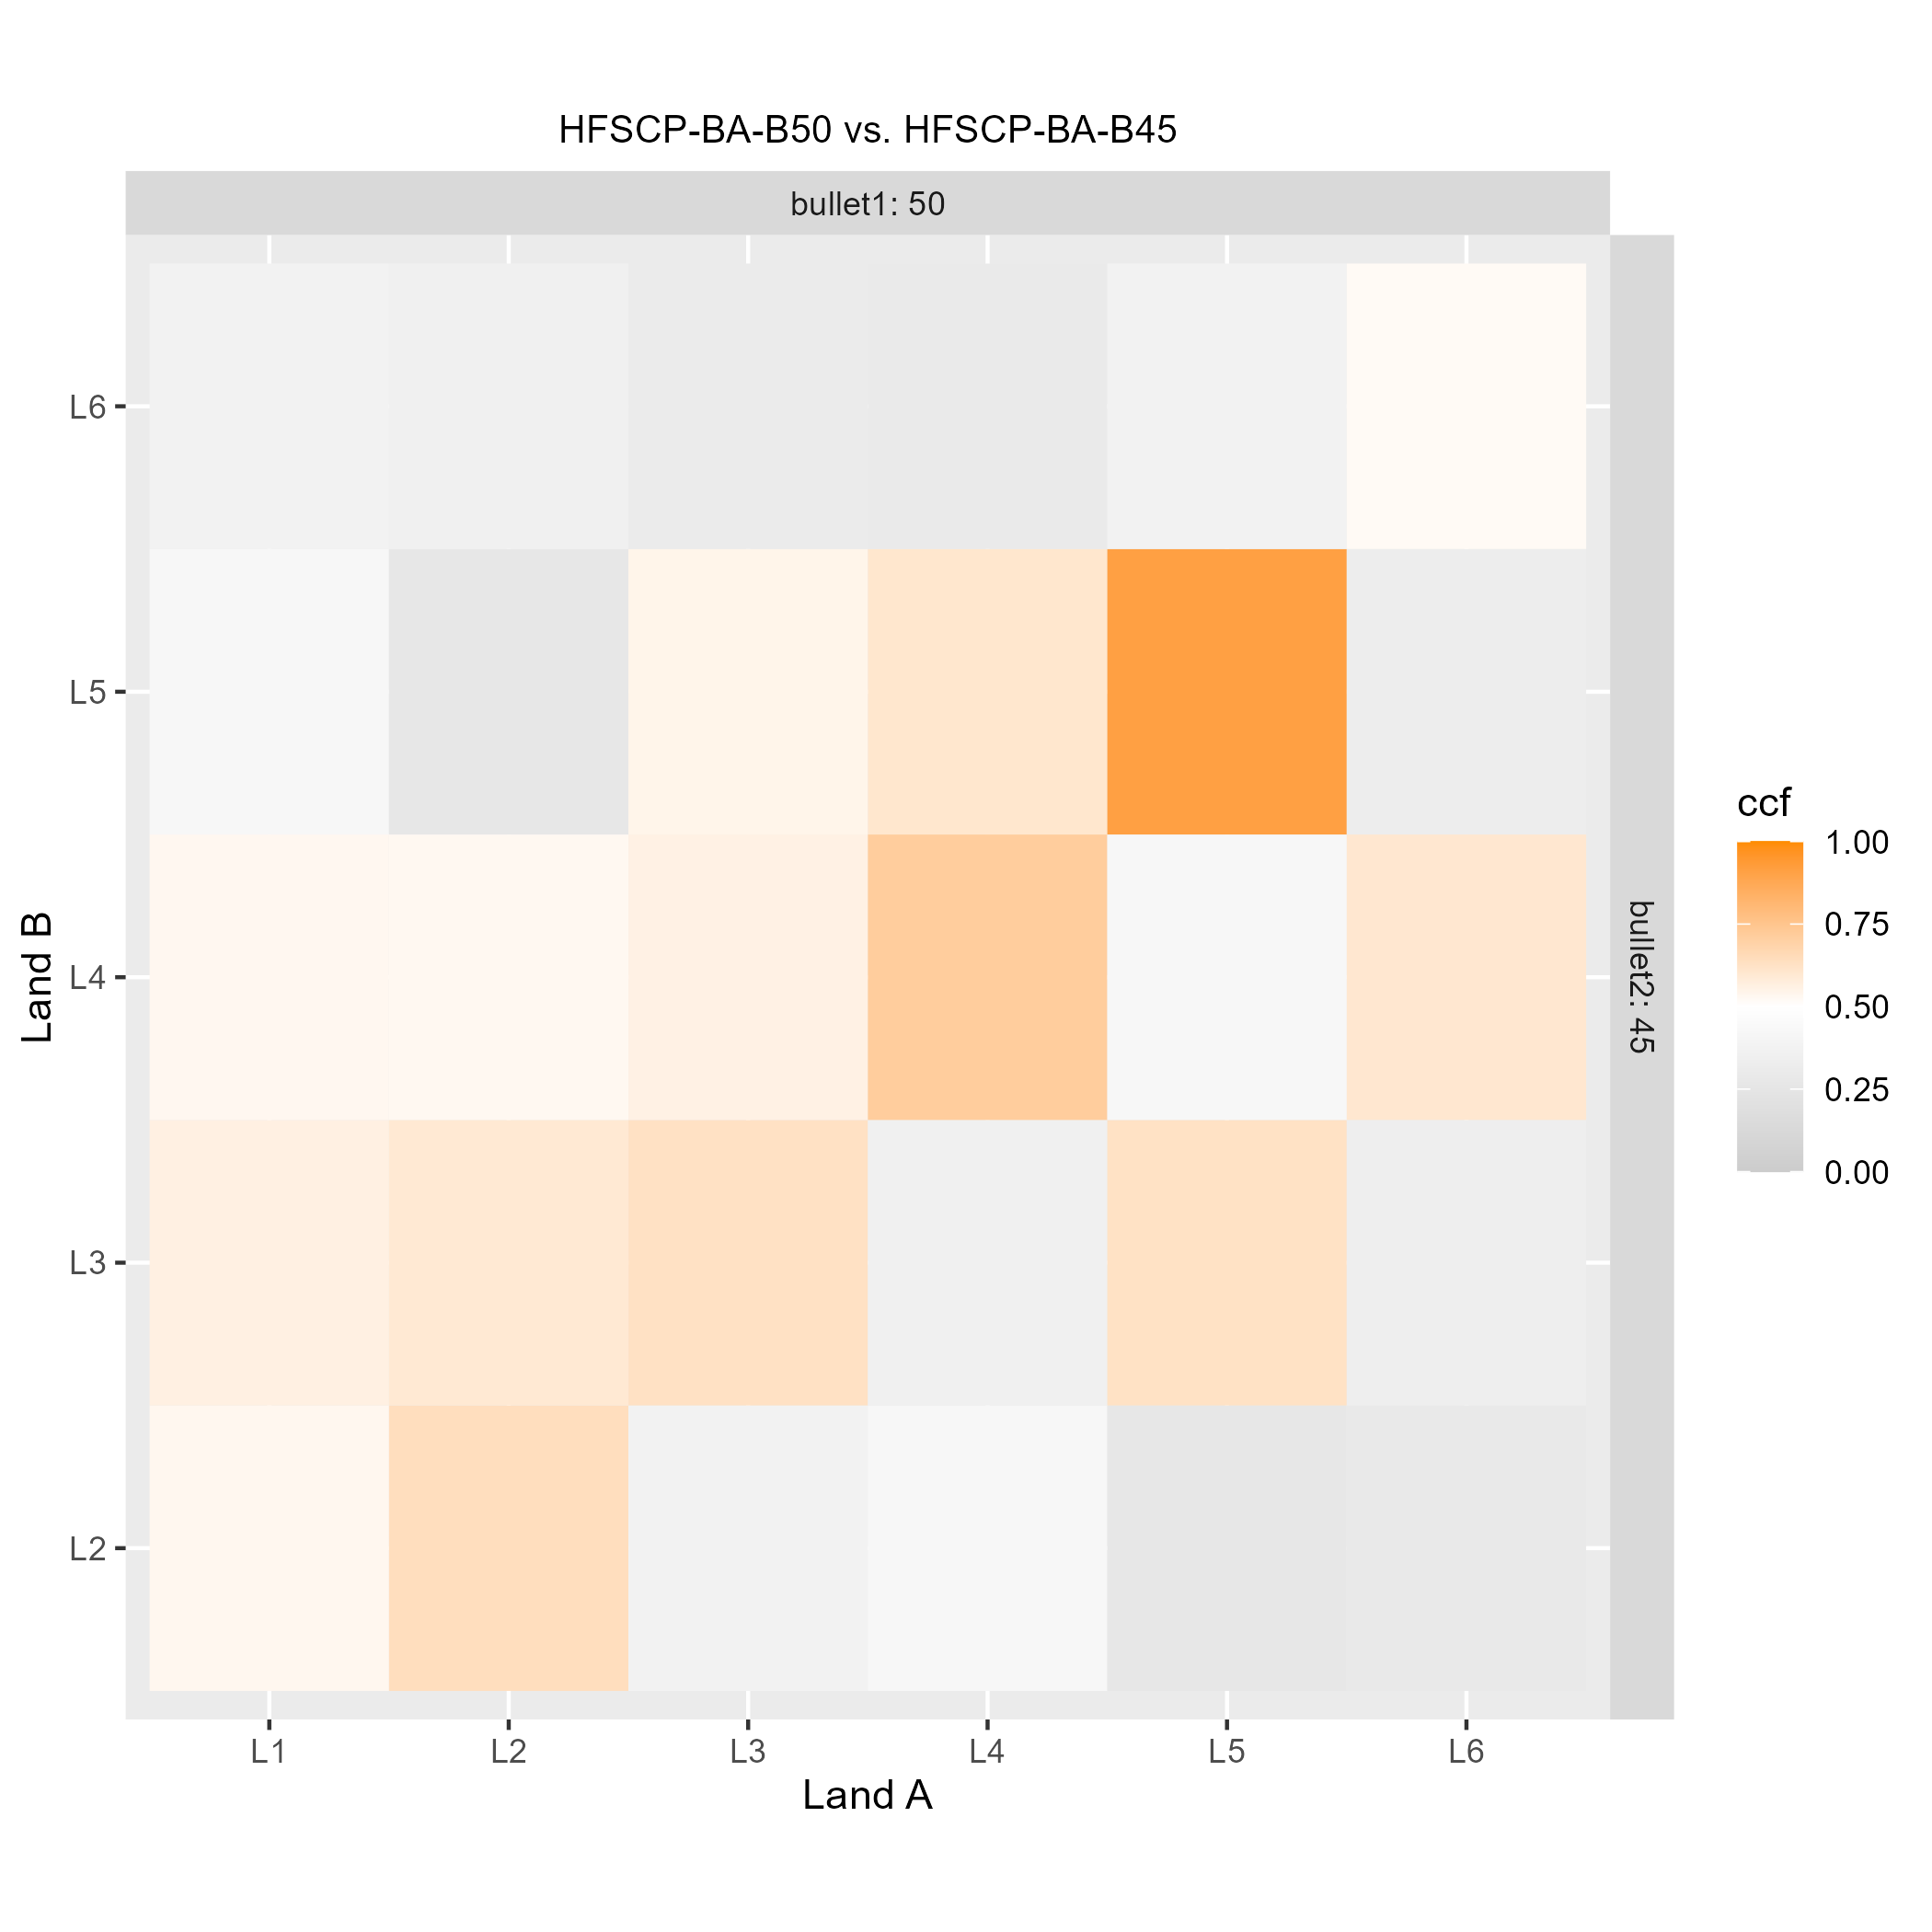 HFSCP-BA-B50 vs. HFSCP-BA-B45
bullet1: 50
L6
L5
L4
L3
L2
Land B
L1 L2 L3 L4 L5 L6
Land A
bullet2: 45
ccf
1.00
0.75
0.50
0.25
0.00